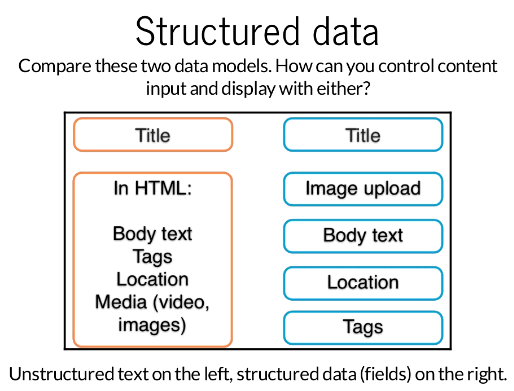 Structured data
Compare these two data models. How can you control content
input and display with either?
Title
In HTML:
Body text
Tags
Location
Media (video,
images)
Title
Image upload
Body text
Location
Tags
Unstructured text on the left, structured data (fields) on the right.